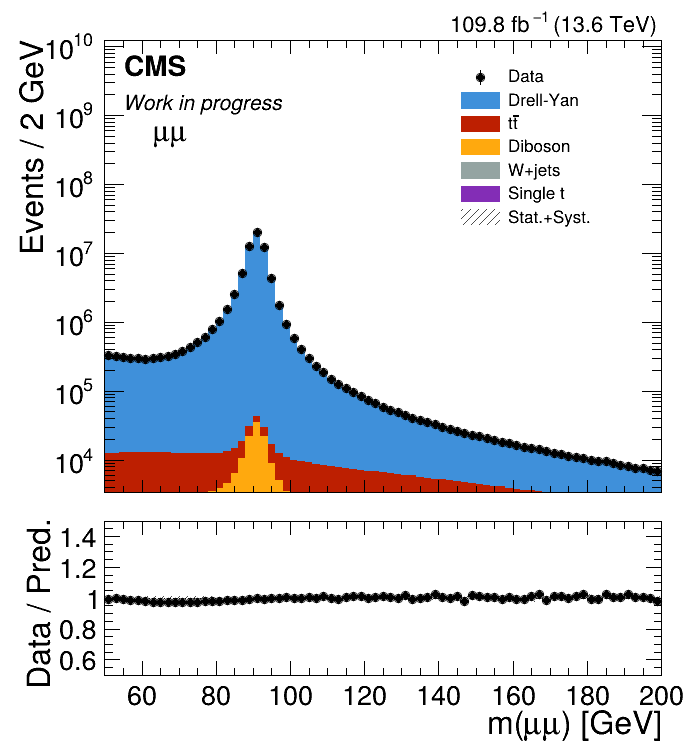 109.8 fb⁻¹ (13.6 TeV)
CMS
Work in progress
μμ
Data
Drell-Yan
tt̅
Diboson
W+jets
Single t
Stat.+Syst.
Events / 2 GeV
10¹⁰
10⁹
10⁸
10⁷
10⁶
10⁵
10⁴
Data / Pred.
1.4
1.2
1
0.8
0.6
60 80 100 120 140 160 180 200
m(μμ) [GeV]